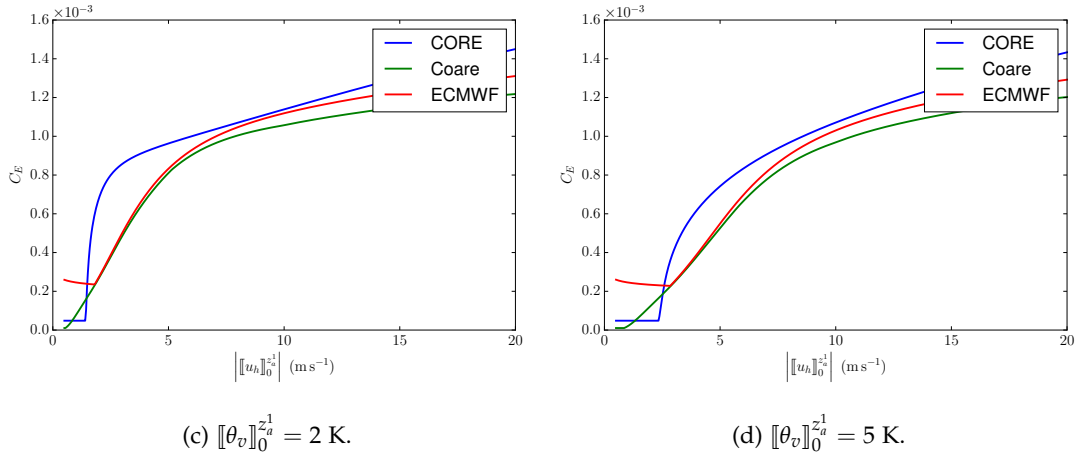 ×10⁻³
1.6
1.4
1.2
1.0
0.8
0.6
0.4
0.2
0.0
C_E
CORE
Coare
ECMWF
0 5 10 15 20
|⟦u_h⟧_0^{z_a^1}| (m s⁻¹)
(c) ⟦θ_v⟧_0^{z_a^1} = 2 K.
×10⁻³
1.6
1.4
1.2
1.0
0.8
0.6
0.4
0.2
0.0
C_E
CORE
Coare
ECMWF
0 5 10 15 20
|⟦u_h⟧_0^{z_a^1}| (m s⁻¹)
(d) ⟦θ_v⟧_0^{z_a^1} = 5 K.